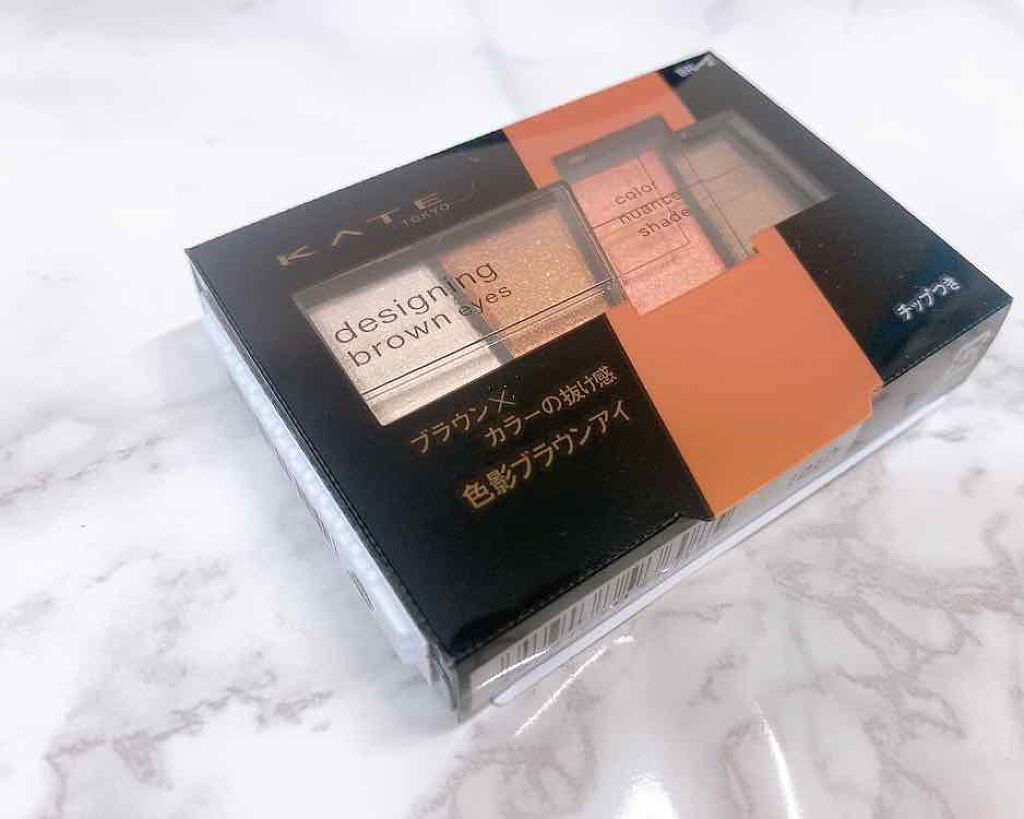 KATE
TOKYO
designing
brown eyes
color
nuance
shade
ブラウン×
カラーの抜け感
色影ブラウンアイ
チップつき